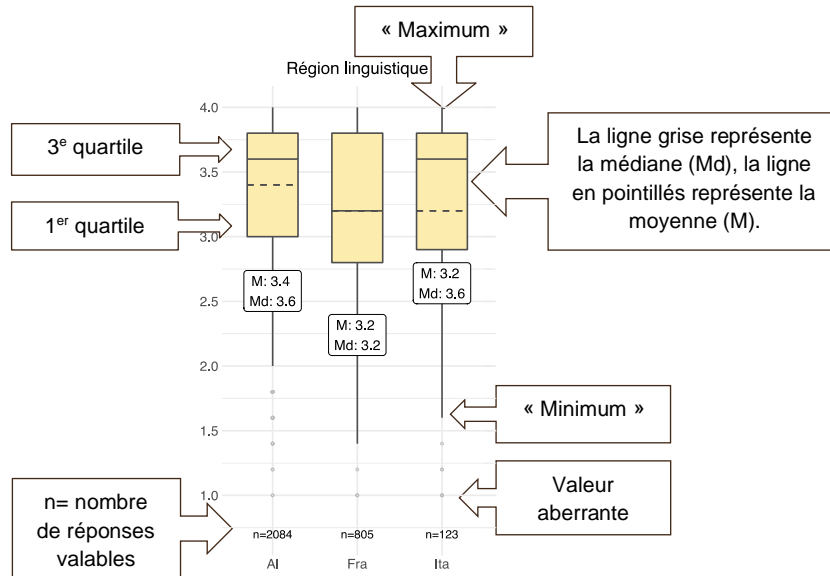 « Maximum »
Région linguistique
4.0
3.5
3.0
2.5
2.0
1.5
1.0
3e quartile
1er quartile
La ligne grise représente
la médiane (Md), la ligne
en pointillés représente la
moyenne (M).
M: 3.4
Md: 3.6
M: 3.2
Md: 3.2
M: 3.2
Md: 3.6
« Minimum »
Valeur
aberrante
n= nombre
de réponses
valables
n=2084
n=805
n=123
Al
Fra
Ita